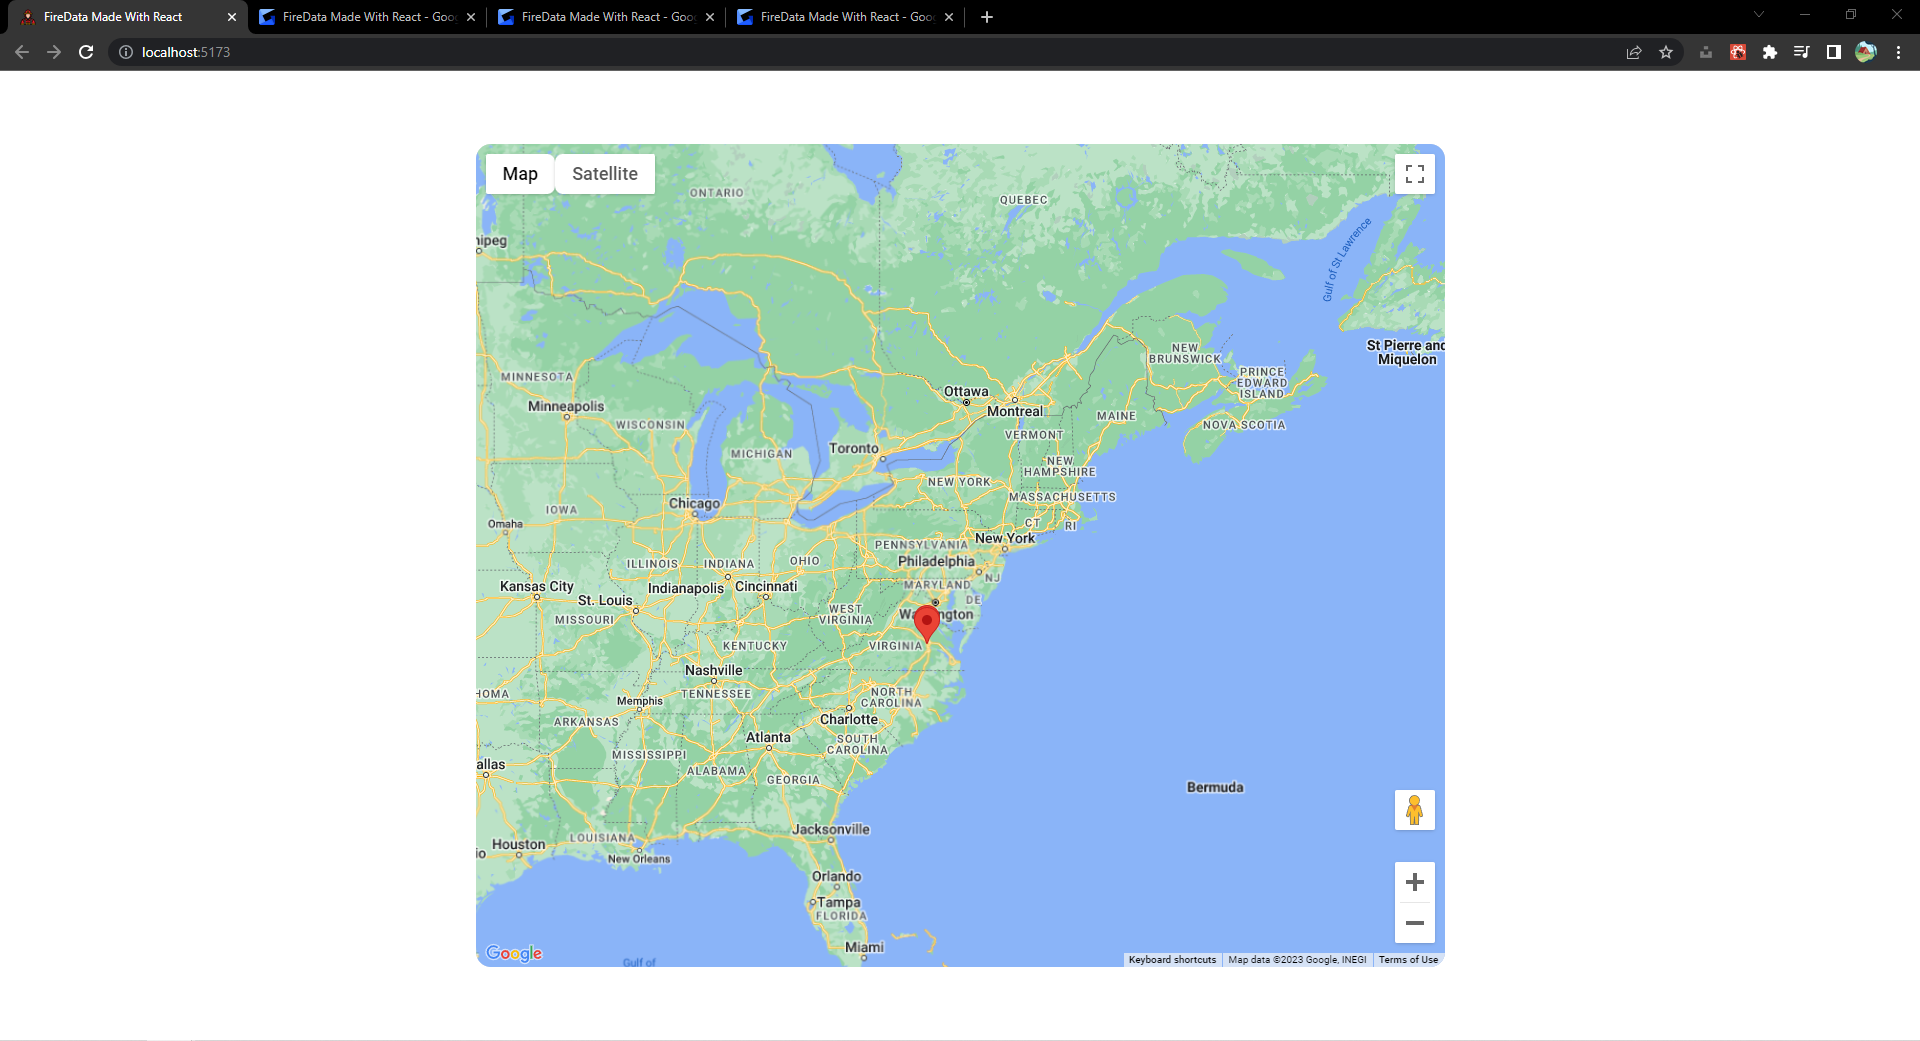 FireData Made With React
FireData Made With React - Goo
FireData Made With React - Goo
FireData Made With React - Goo
localhost:5173
Map
Satellite
ONTARIO
QUEBEC
nipeg
Gulf of St Lawrence
St Pierre and
Miquelon
NEW
BRUNSWICK
PRINCE
EDWARD
ISLAND
MINNESOTA
Minneapolis
Ottawa
Montreal
MAINE
NOVA SCOTIA
WISCONSIN
VERMONT
Toronto
MICHIGAN
NEW
HAMPSHIRE
NEW YORK
MASSACHUSETTS
Chicago
IOWA
Omaha
CT
RI
New York
PENNSYLVANIA
Philadelphia
ILLINOIS
INDIANA
OHIO
NJ
Kansas City
Indianapolis
Cincinnati
MARYLAND
St. Louis
DE
WEST
VIRGINIA
Wa ngton
MISSOURI
KENTUCKY
VIRGINIA
Nashville
HOMA
TENNESSEE
NORTH
CAROLINA
Memphis
ARKANSAS
Charlotte
Atlanta
SOUTH
CAROLINA
MISSISSIPPI
allas
ALABAMA
GEORGIA
Bermuda
Jacksonville
LOUISIANA
Houston
io
New Orleans
Orlando
Tampa
FLORIDA
Miami
Google
Gulf of
Keyboard shortcuts
Map data ©2023 Google, INEGI
Terms of Use